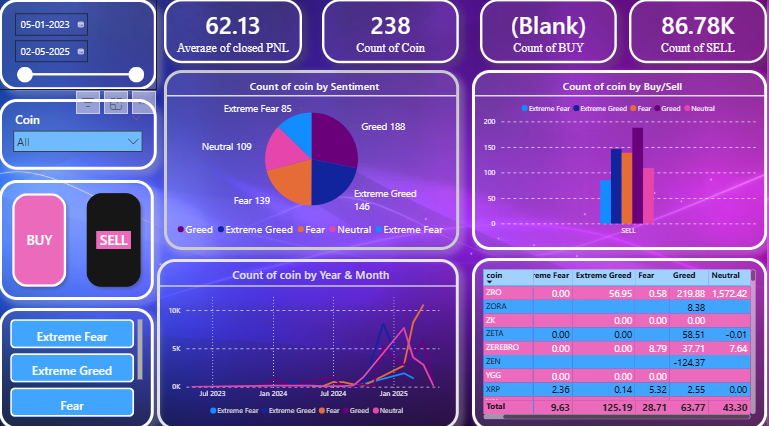 05-01-2023
02-05-2025
62.13
Average of closed PNL
238
Count of Coin
(Blank)
Count of BUY
86.78K
Count of SELL
Coin
All
BUY
SELL
Extreme Fear
Extreme Greed
Fear
Count of coin by Sentiment
Extreme Fear 85
Greed 188
Neutral 109
Fear 139
Extreme Greed
146
Greed Extreme Greed Fear Neutral Extreme Fear
Count of coin by Buy/Sell
Extreme Fear Extreme Greed Fear Greed Neutral
200
150
100
50
0
SELL
Count of coin by Year & Month
10K
5K
0K
Jul 2023 Jan 2024 Jul 2024 Jan 2025
Extreme Fear Extreme Greed Fear Greed Neutral
coin eme Fear Extreme Greed Fear Greed Neutral
ZRO 0.00 56.95 0.58 219.88 1,572.42
ZORA 8.38
ZK 0.00 0.00 0.00
ZETA 0.00 0.00 58.51 -0.01
ZEREBRO 0.00 8.79 37.71 7.64
ZEN -124.37
YGG 0.00 0.00 0.00
XRP 2.36 0.14 5.32 2.55 0.00
Total 9.63 125.19 28.71 63.77 43.30